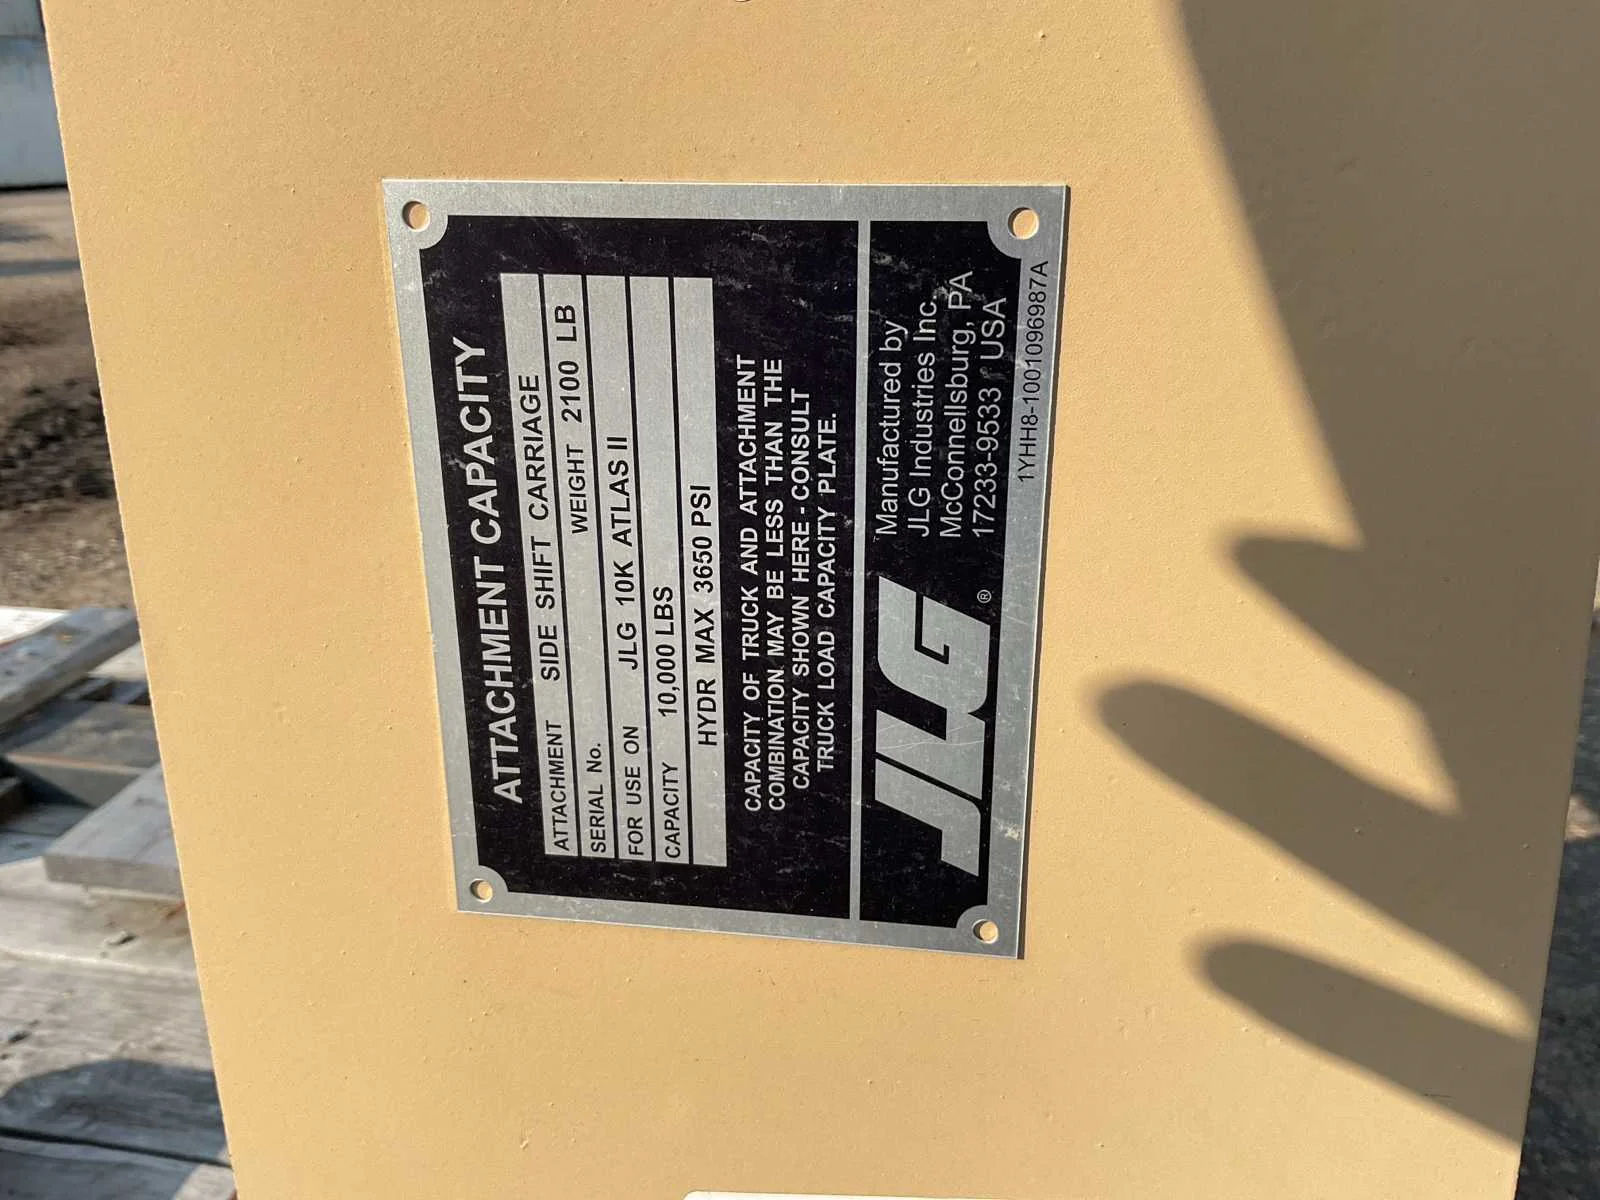 ATTACHMENT CAPACITY
ATTACHMENT SIDE SHIFT CARRIAGE
SERIAL No. WEIGHT 2100 LB
FOR USE ON JLG 10K ATLAS II
CAPACITY 10,000 LBS
HYDR MAX 3650 PSI
CAPACITY OF TRUCK AND ATTACHMENT
COMBINATION MAY BE LESS THAN THE
CAPACITY SHOWN HERE - CONSULT
TRUCK LOAD CAPACITY PLATE.
JLG ®
Manufactured by
JLG Industries Inc.
McConnellsburg, PA
17233-9533 / USA
1YHH8-1001096987A